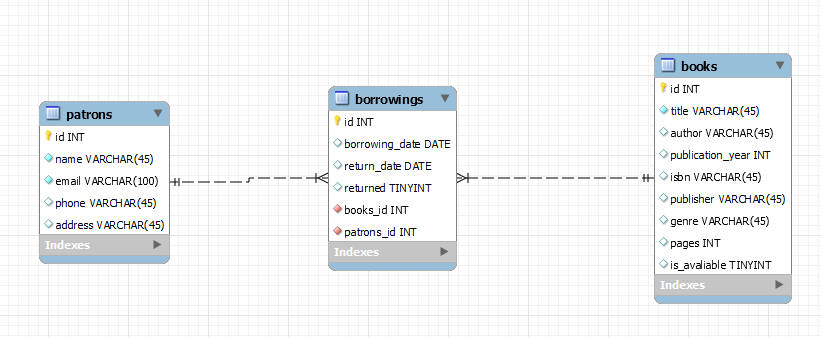 patrons
id INT
name VARCHAR(45)
email VARCHAR(100)
phone VARCHAR(45)
address VARCHAR(45)
Indexes
borrowings
id INT
borrowing_date DATE
return_date DATE
returned TINYINT
books_id INT
patrons_id INT
Indexes
books
id INT
title VARCHAR(45)
author VARCHAR(45)
publication_year INT
isbn VARCHAR(45)
publisher VARCHAR(45)
genre VARCHAR(45)
pages INT
is_avaliable TINYINT
Indexes